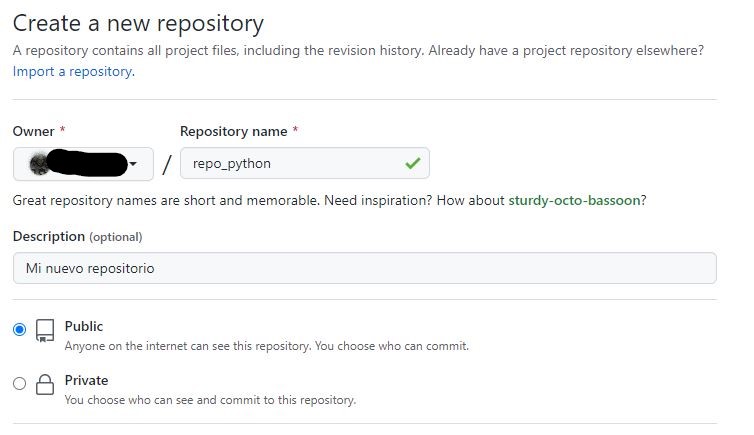 Create a new repository
A repository contains all project files, including the revision history. Already have a project repository elsewhere?
Import a repository.
Owner * Repository name *
/ repo_python
Great repository names are short and memorable. Need inspiration? How about sturdy-octo-bassoon?
Description (optional)
Mi nuevo repositorio
Public
Anyone on the internet can see this repository. You choose who can commit.
Private
You choose who can see and commit to this repository.